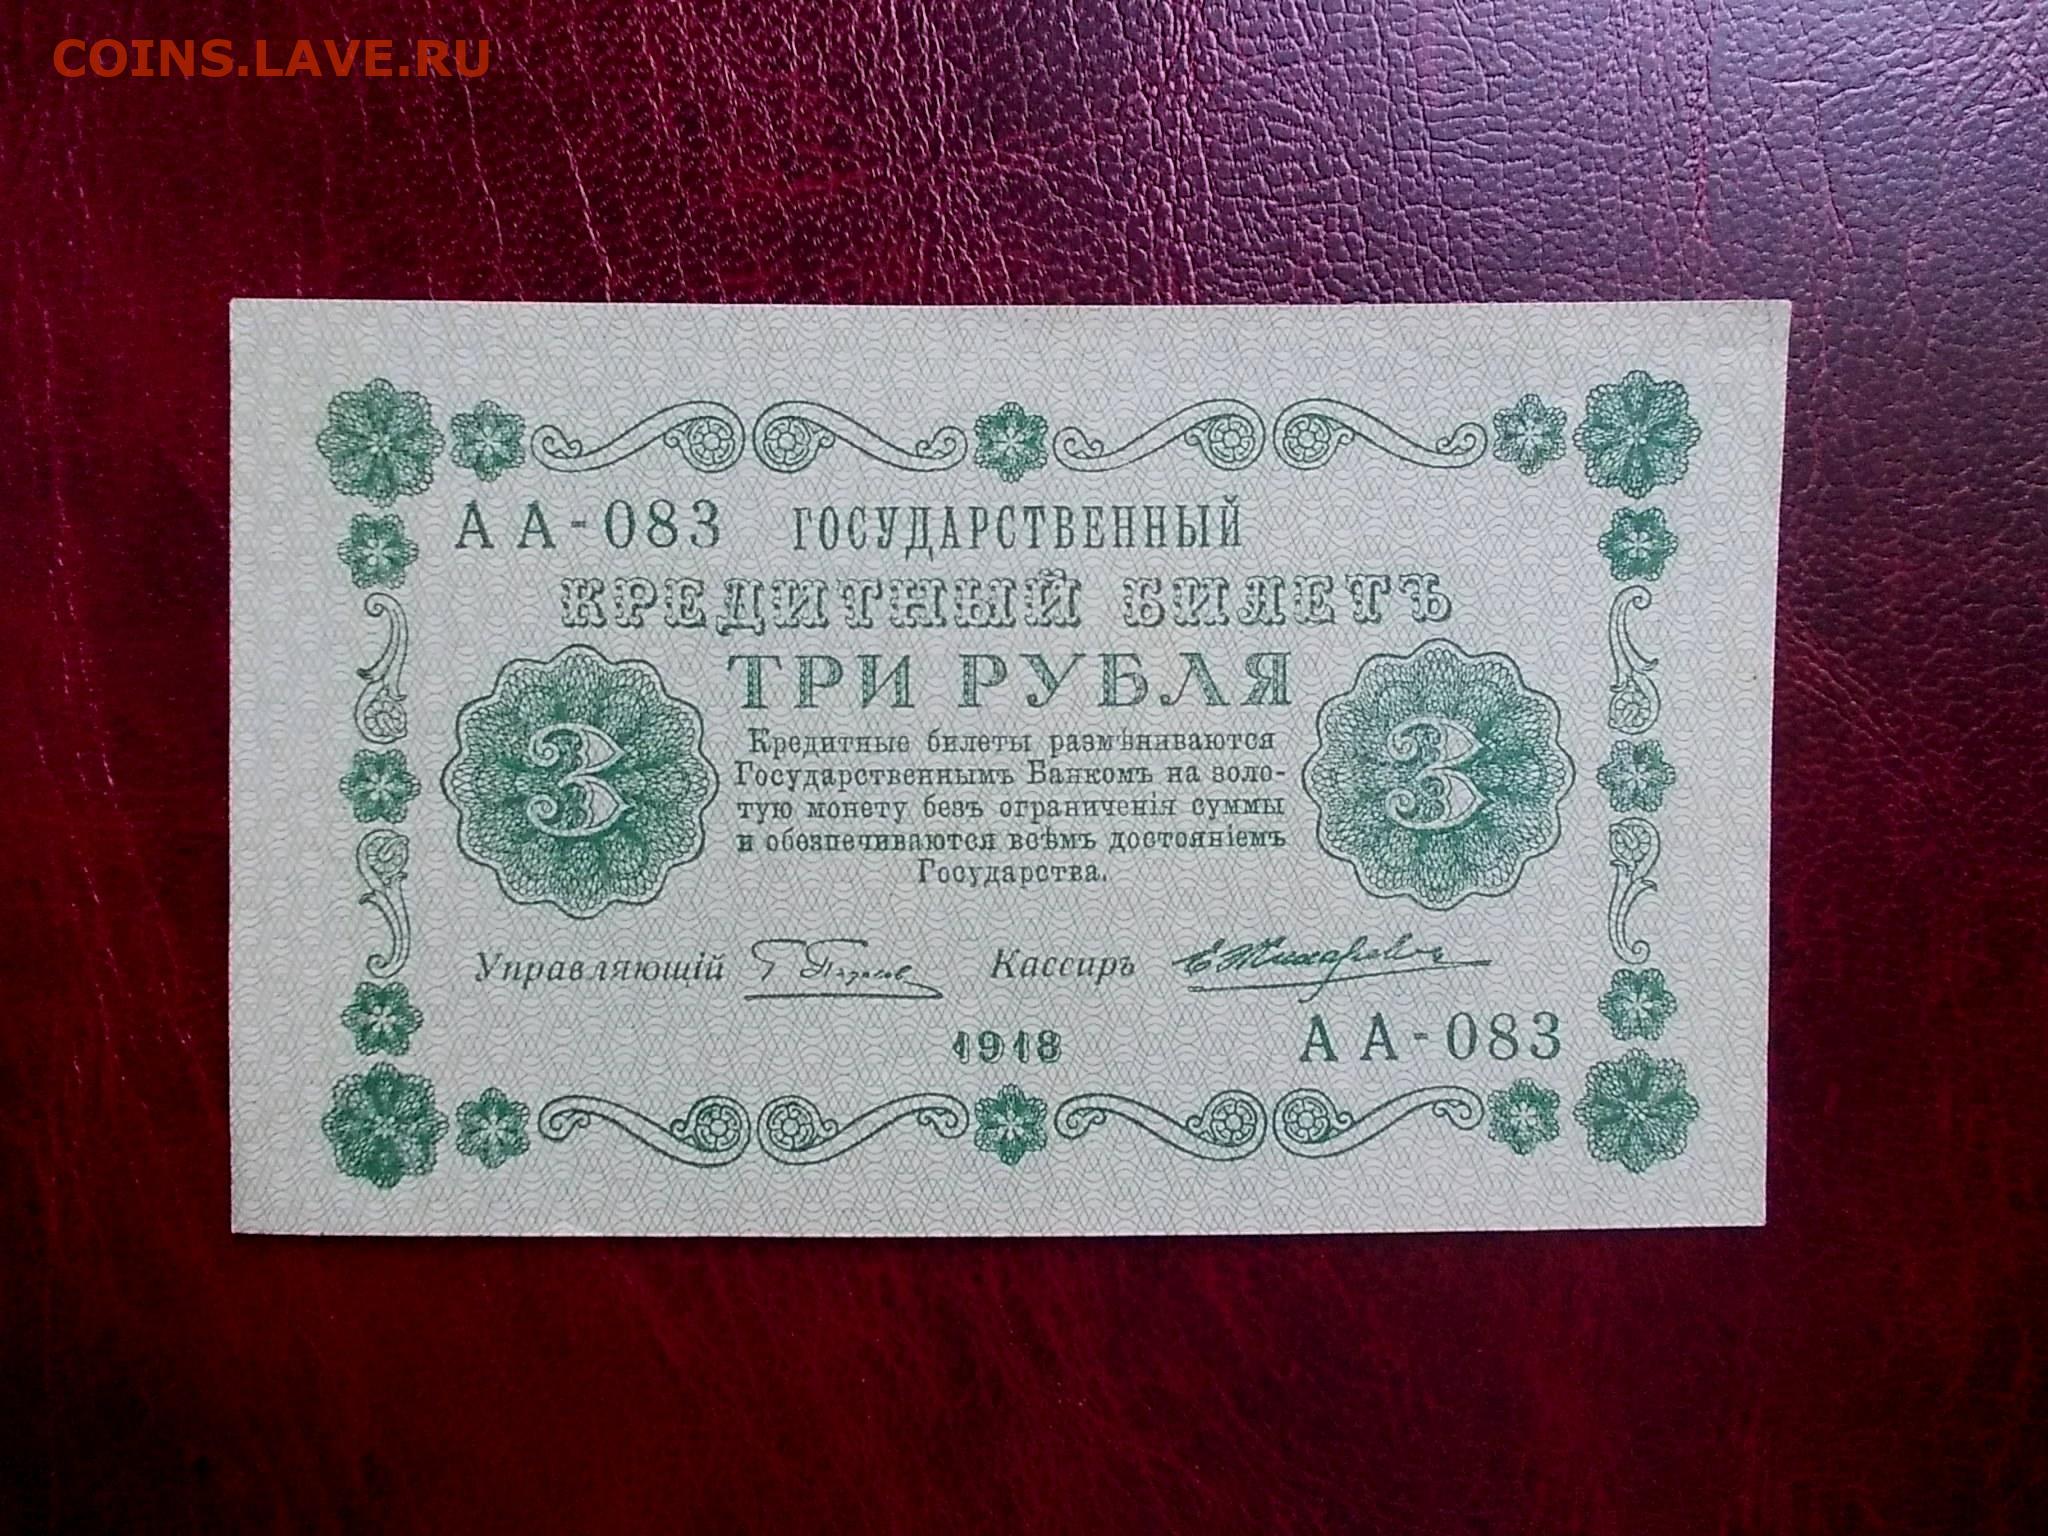 COINS.LAVE.RU
АА-083 ГОСУДАРСТВЕННЫЙ
КРЕДИТНЫЙ БИЛЕТЪ
ТРИ РУБЛЯ
3 3
Кредитные билеты размѣниваются
Государственнымъ Банкомъ на золо-
тую монету безъ ограниченія суммы
и обезпечиваются всѣмъ достояніемъ
Государства.
Управляющій Кассиръ
1918
АА-083